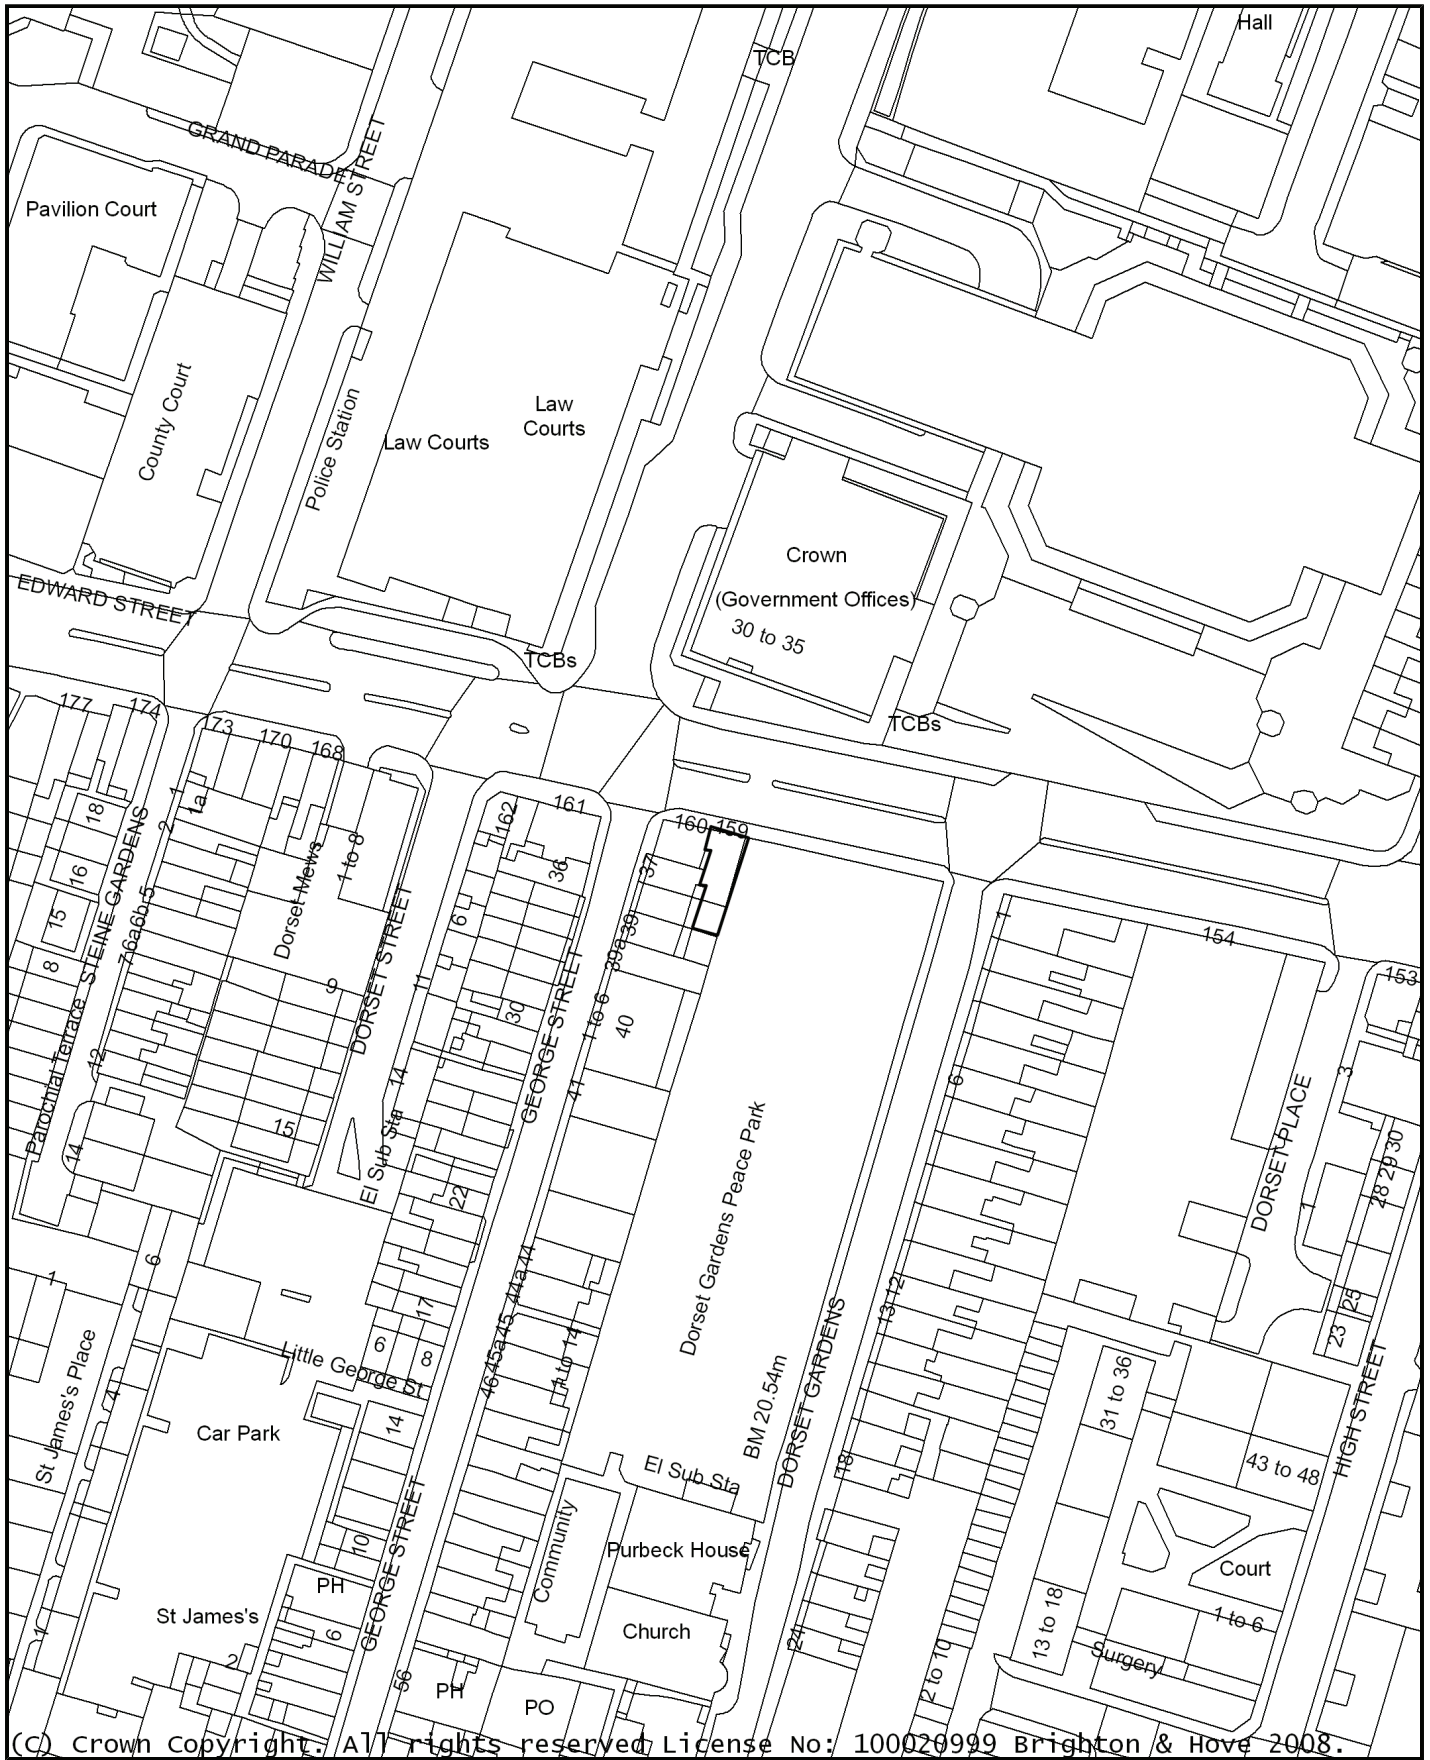 Hall
TCB
GRAND PARADE
WILLIAM STREET
Pavilion Court
County Court
Police Station
Law Courts
Law
Courts
Crown
(Government Offices)
30 to 35
EDWARD STREET
TCBs
TCBs
177
174
173
170
168
162
161
160
159
1
1a
2
18
16
15
8
STEINE GARDENS
5
6b
6a
7
Dorset Mews
1 to 8
36
37
6
39
39a
154
1
153
DORSET STREET
11
9
30
GEORGE STREET
1 to 6
40
Parochial Terrace
12
14
41
6
3
DORSET PLACE
15
14
El Sub Sta
22
Dorset Gardens Peace Park
28 29 30
1
6
1
44
44a
45
45a
46
17
13
12
25
23
Little George St
6
8
1 to 14
St James's Place
4
14
Car Park
BM 20.54m
DORSET GARDENS
31 to 36
HIGH STREET
43 to 48
El Sub Sta
18
Community
Purbeck House
10
PH
GEORGE STREET
Court
St James's
6
Church
24
13 to 18
1 to 6
1
2
56
PH
PO
2 to 10
Surgery
(C) Crown Copyright. All rights reserved License No: 100020999 Brighton & Hove 2008.